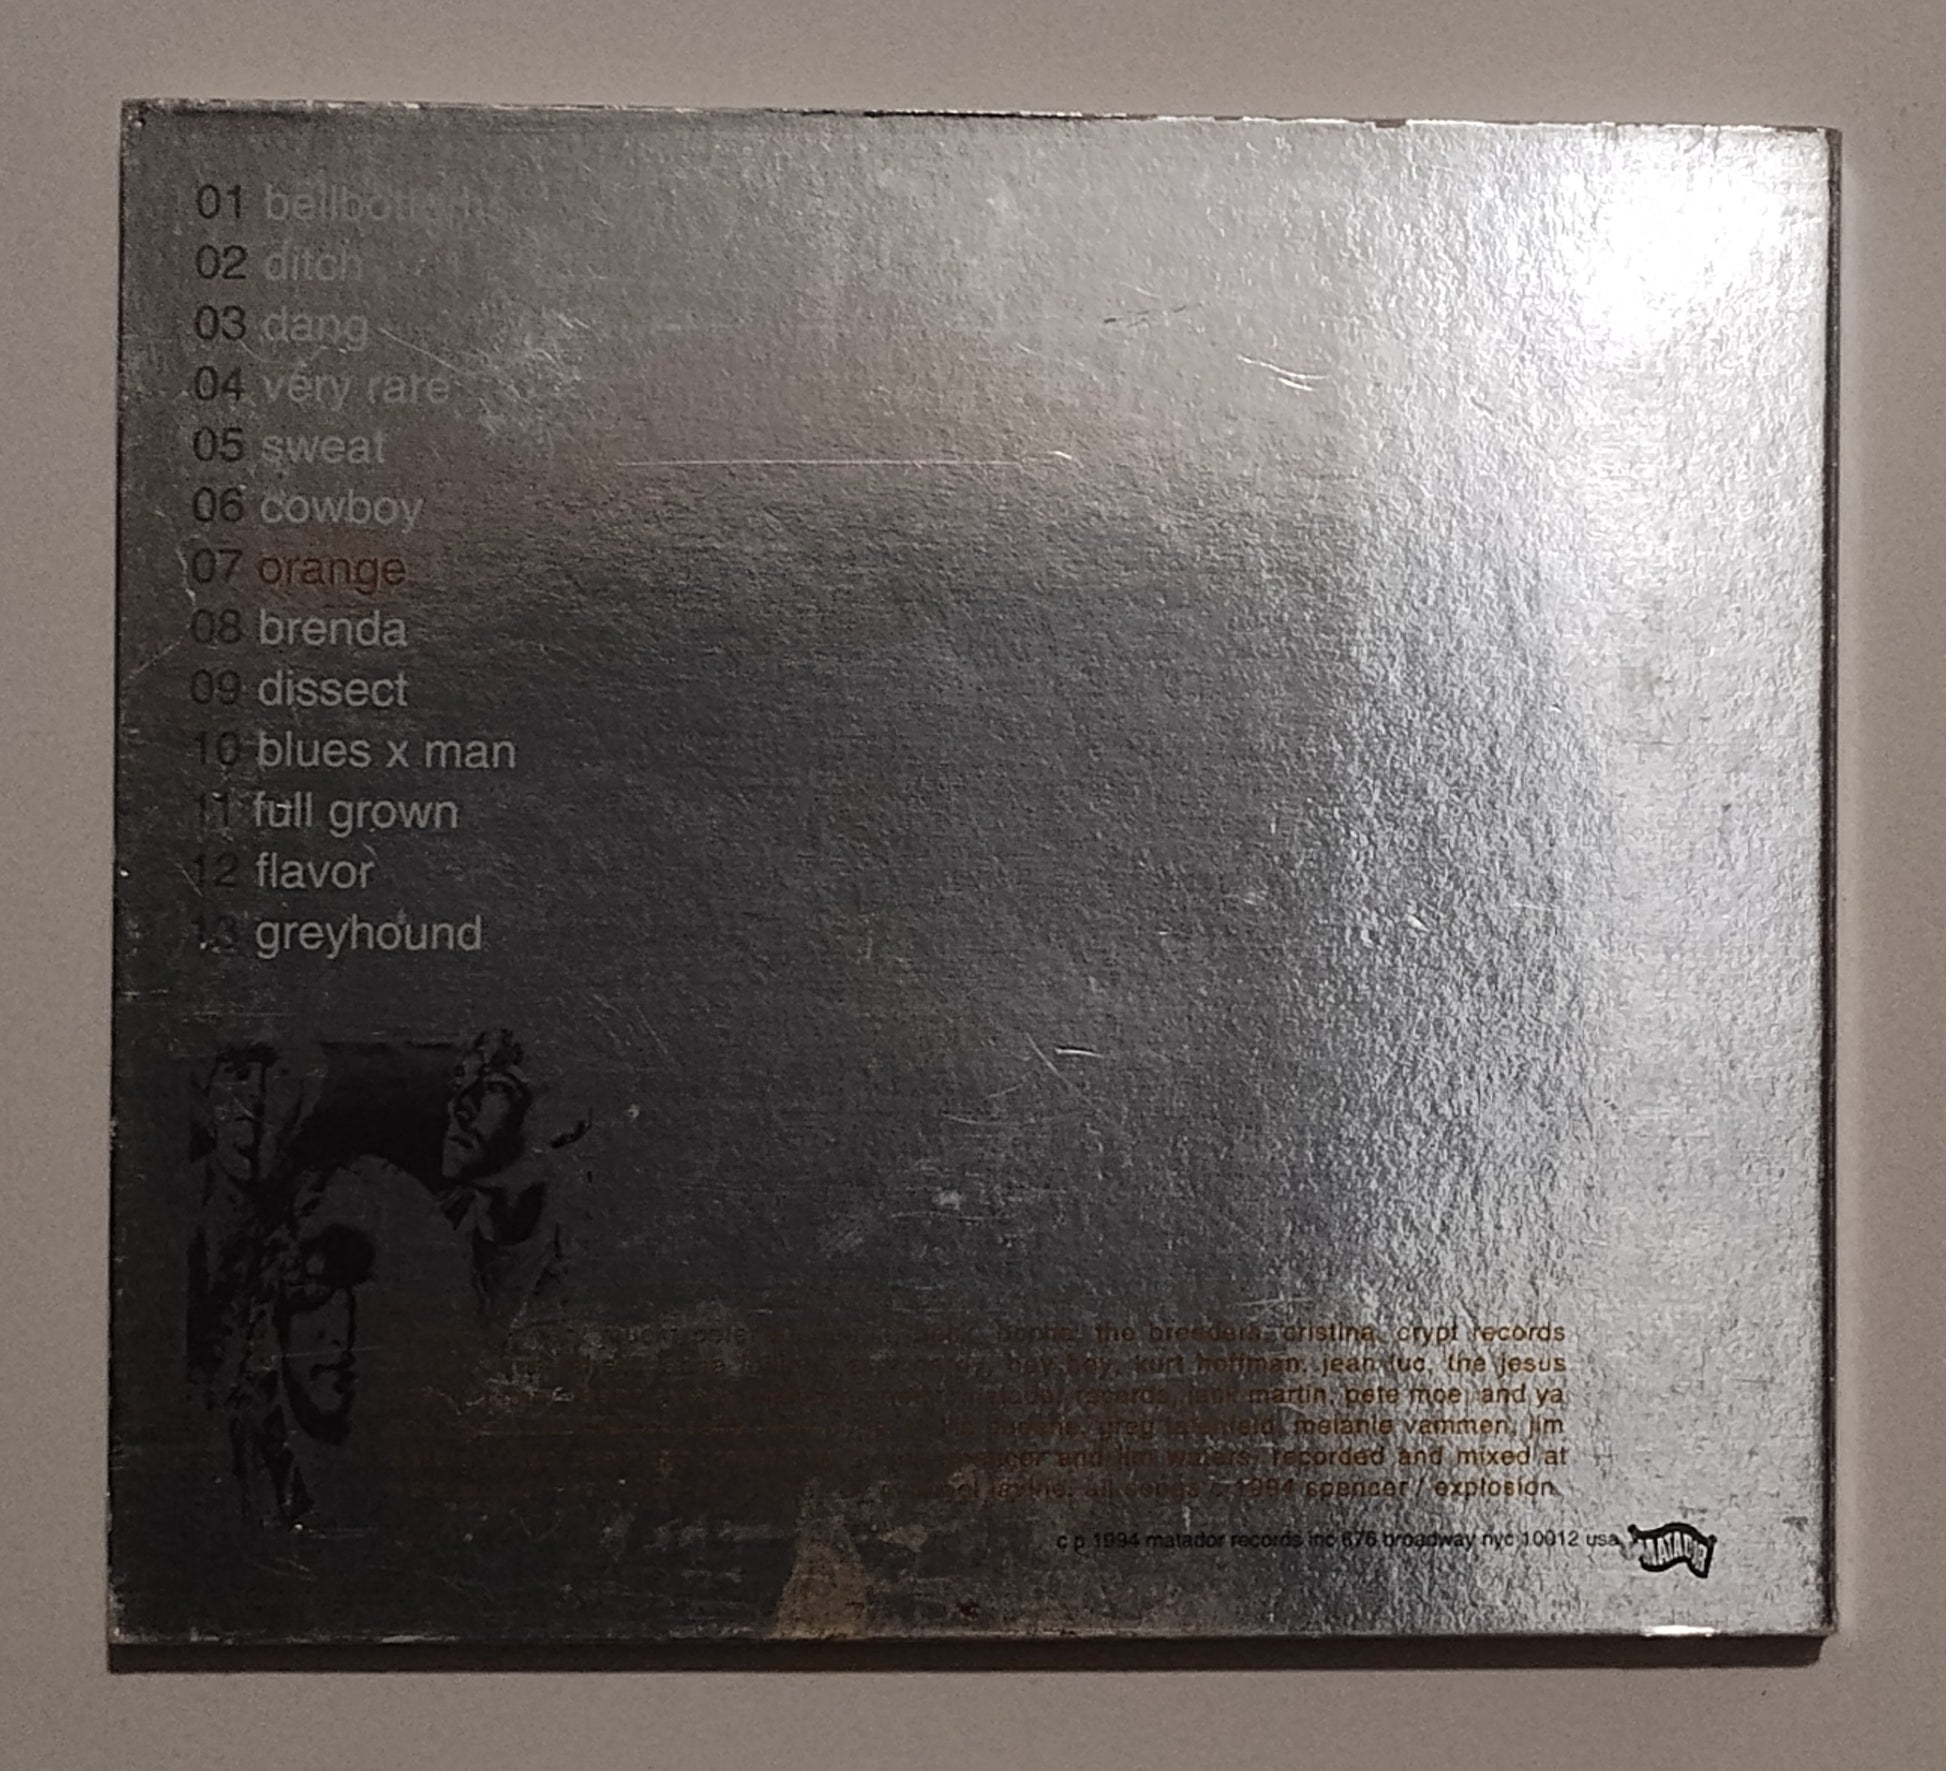 01 bellbottoms
02 ditch
03 dang
04 very rare
05 sweat
06 cowboy
07 orange
08 brenda
09 dissect
10 blues x man
11 full grown
12 flavor
13 greyhound
the breeders, cristina, crypt records
kurt hoffman, jean luc, the jesus
matador records, martin, pete moe, and ya
melanie vammen, jim
spencer and jim waters, recorded and mixed at
all songs c 1994 spencer / explosion.
c p 1994 matador records inc 676 broadway nyc 10012 usa
MATADOR